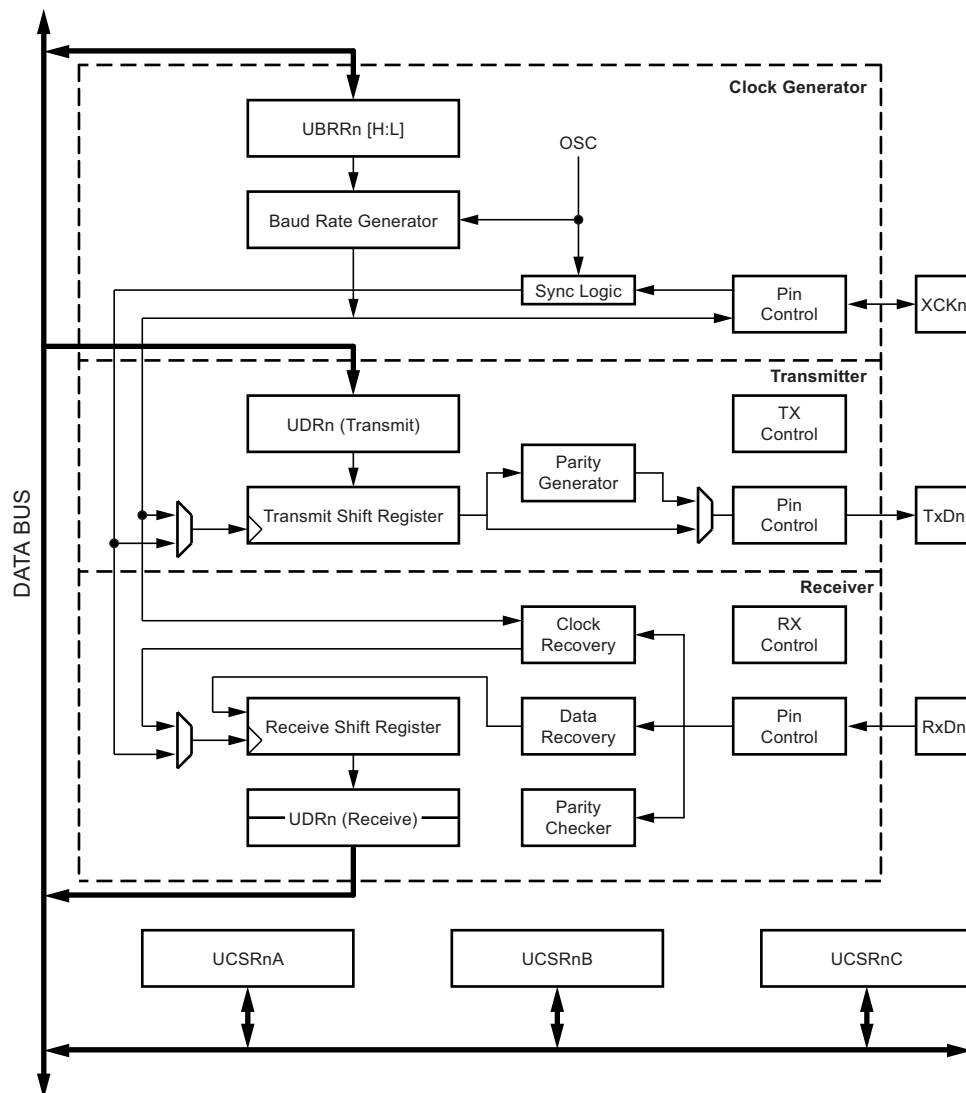 Clock Generator
UBRRn [H:L]
OSC
Baud Rate Generator
Sync Logic
Pin
Control
XCKn
Transmitter
UDRn (Transmit)
TX
Control
Parity
Generator
Transmit Shift Register
Pin
Control
TxDn
DATA BUS
Receiver
Clock
Recovery
RX
Control
Receive Shift Register
Data
Recovery
Pin
Control
RxDn
UDRn (Receive)
Parity
Checker
UCSRnA
UCSRnB
UCSRnC